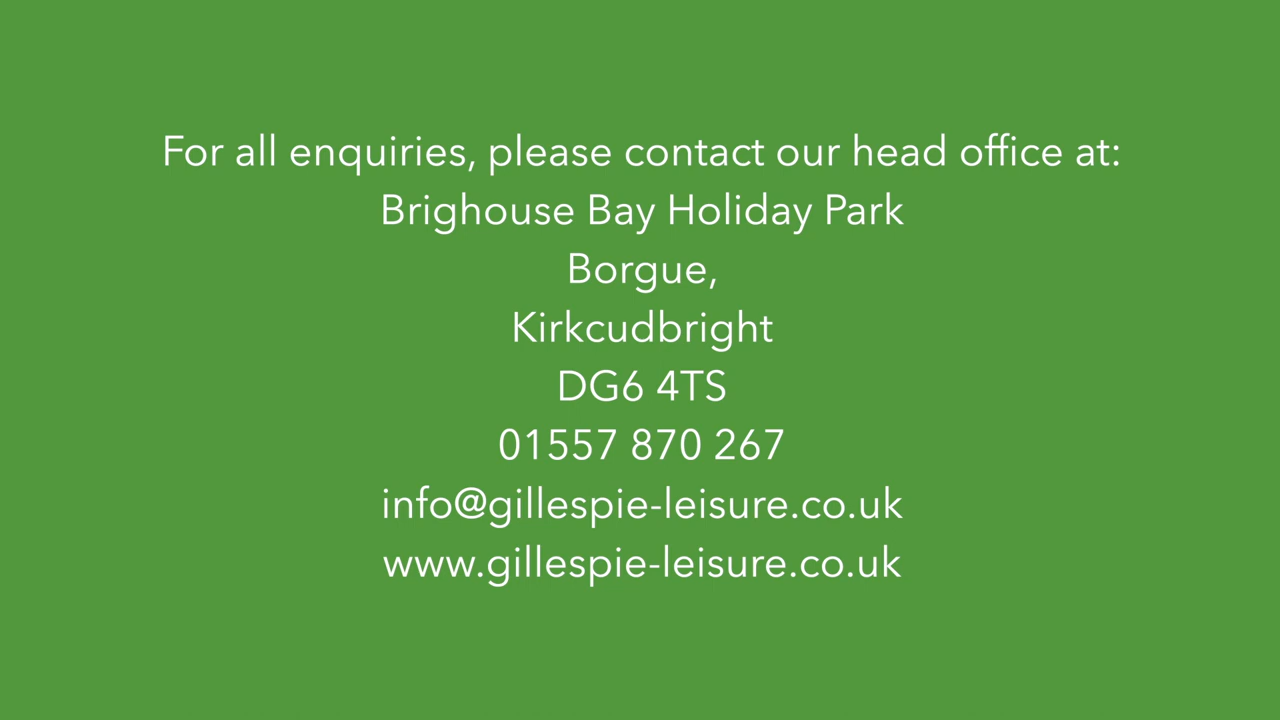 For all enquiries, please contact our head office at:
Brighouse Bay Holiday Park
Borgue,
Kirkcudbright
DG6 4TS
01557 870 267
info@gillespie-leisure.co.uk
www.gillespie-leisure.co.uk